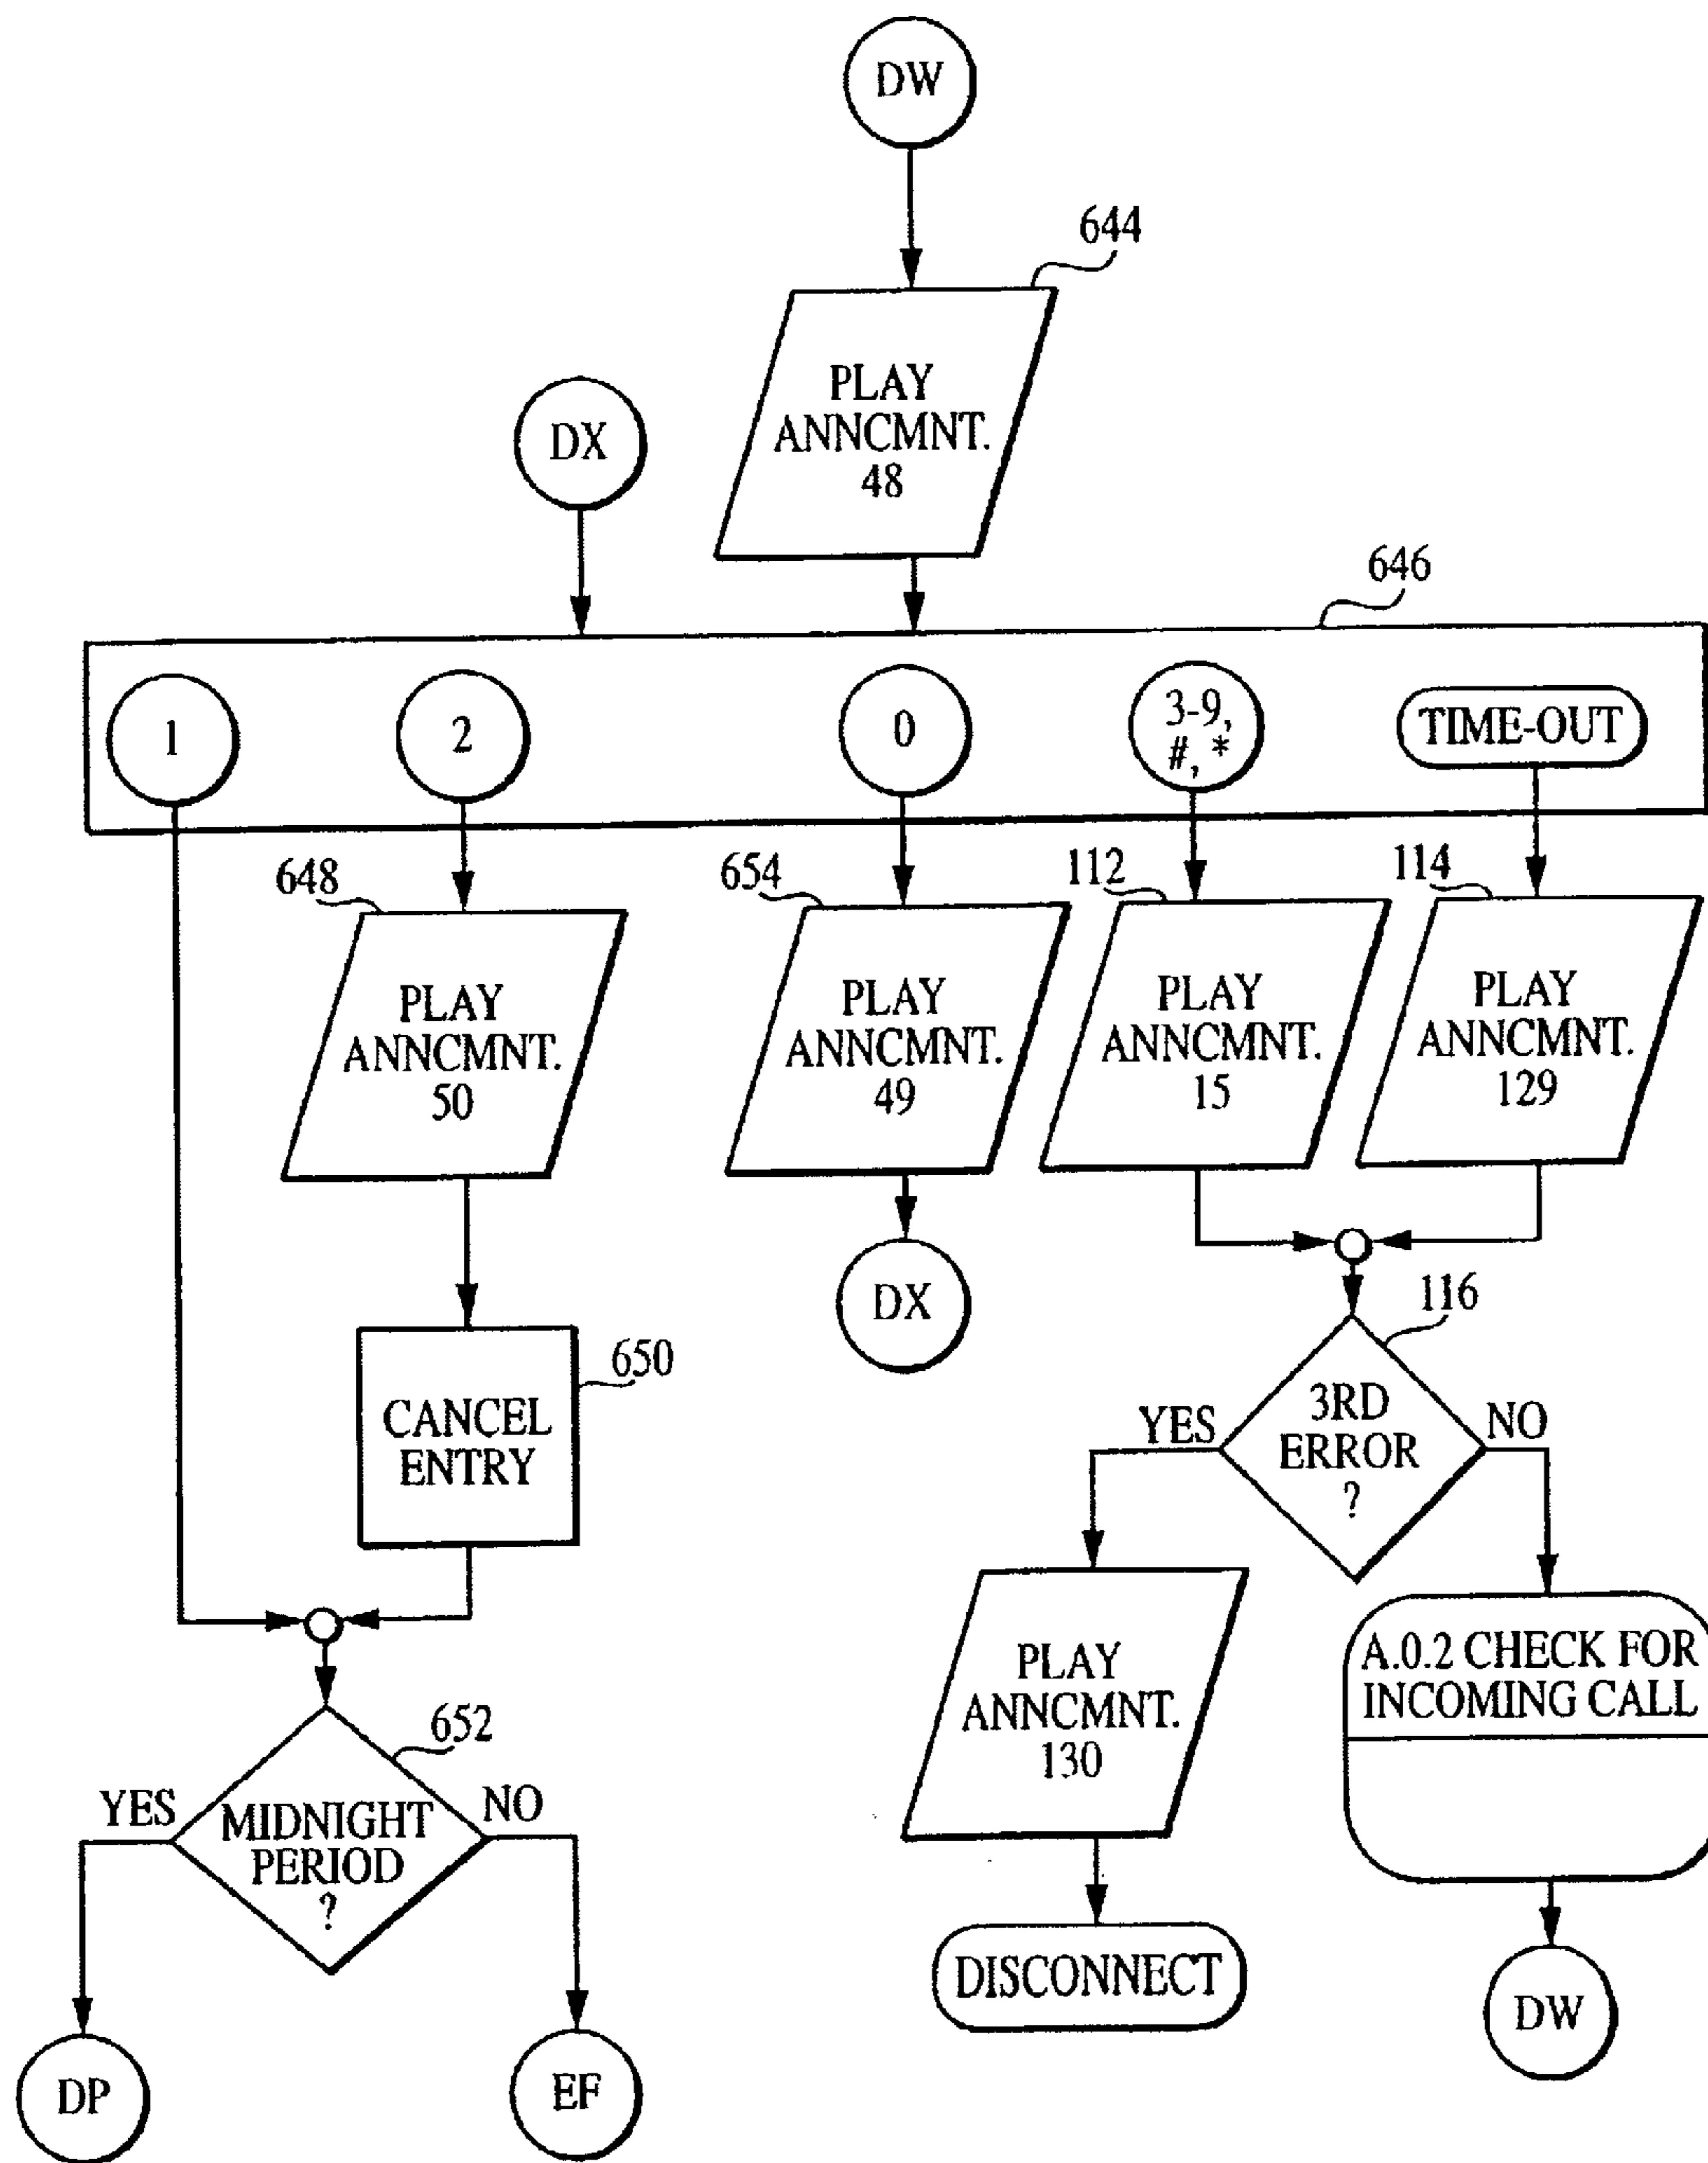 DW
644
PLAY
ANNCMNT.
48
DX
646
1
2
0
3-9,
#, *
TIME-OUT
648
PLAY
ANNCMNT.
50
654
PLAY
ANNCMNT.
49
112
PLAY
ANNCMNT.
15
114
PLAY
ANNCMNT.
129
DX
650
CANCEL
ENTRY
116
3RD
ERROR
?
YES
NO
PLAY
ANNCMNT.
130
A.0.2 CHECK FOR
INCOMING CALL
652
MIDNIGHT
PERIOD
?
YES
NO
DISCONNECT
DW
DP
EF